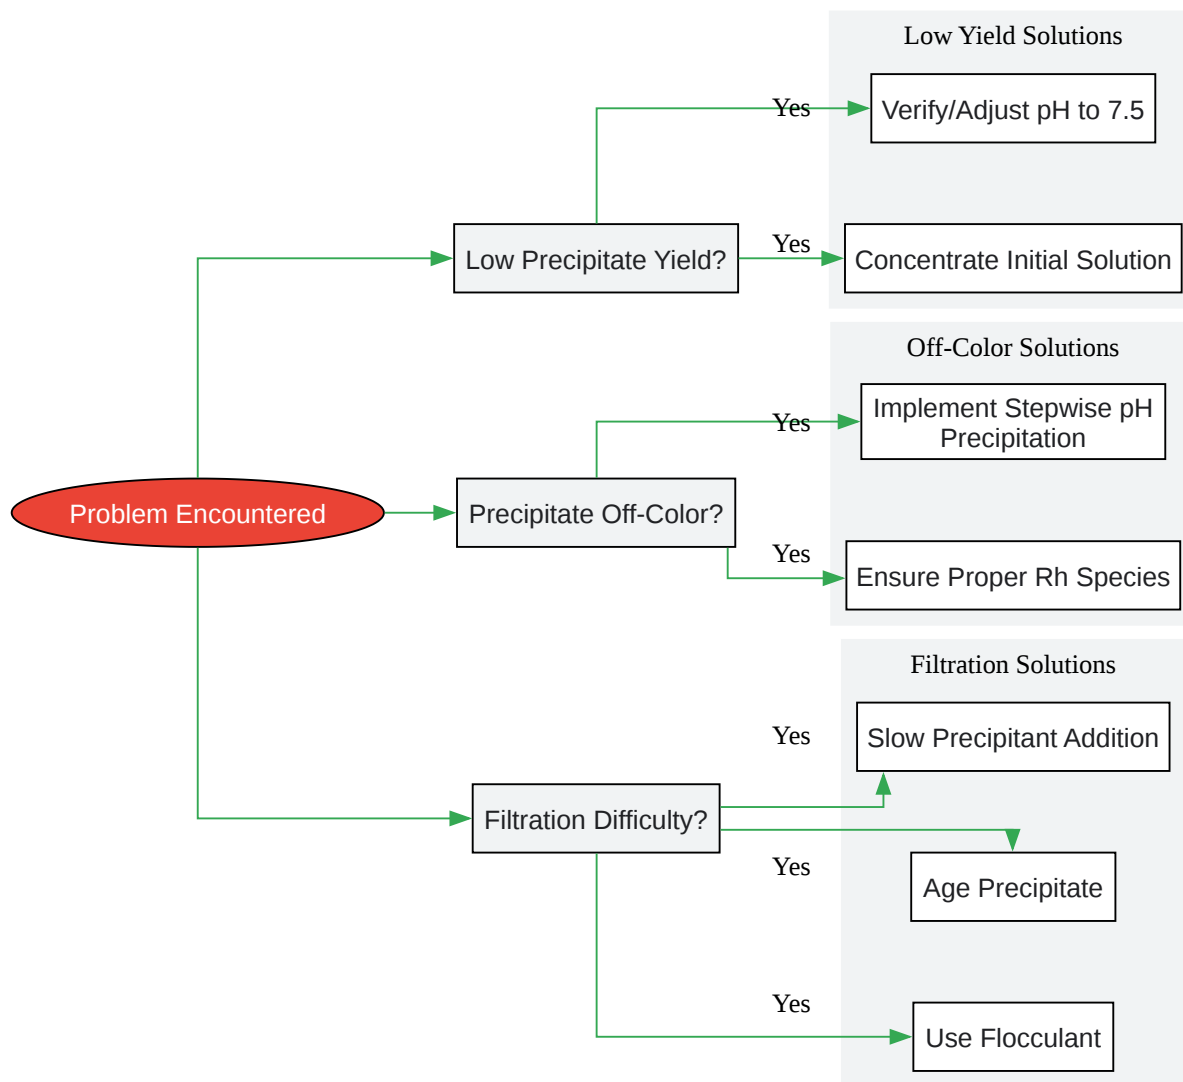 Low Yield Solutions
Yes
Verify/Adjust pH to 7.5
Low Precipitate Yield?
Yes
Concentrate Initial Solution
Off-Color Solutions
Yes
Implement Stepwise pH
Precipitation
Problem Encountered
Precipitate Off-Color?
Yes
Ensure Proper Rh Species
Filtration Solutions
Yes
Slow Precipitant Addition
Filtration Difficulty?
Yes
Age Precipitate
Yes
Use Flocculant